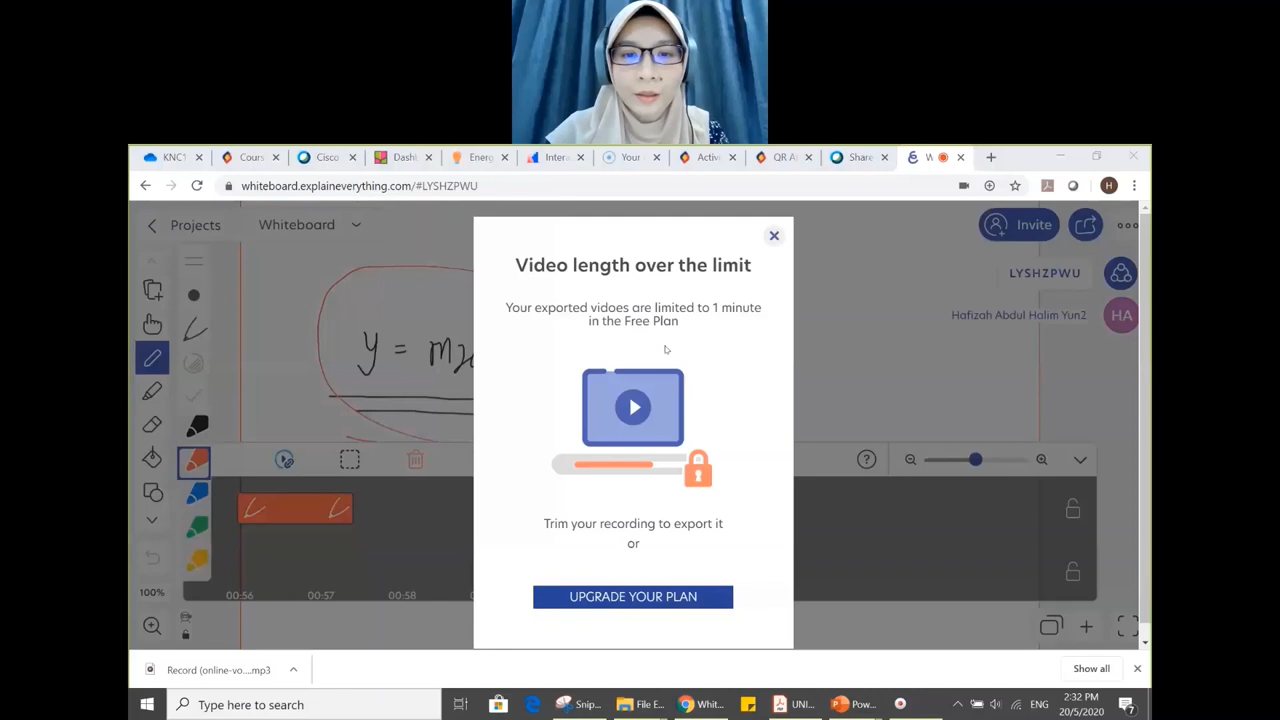 KNC1
Cours
Cisco
Dash
Energ
Intera
Your
Activi
QR A
Share
W
whiteboard.explaineverything.com/#LYSHZPWU
H
Projects
Whiteboard
Invite
LYSHZPWU
Hafizah Abdul Halim Yun2
HA
y = m
Video length over the limit
Your exported vidoes are limited to 1 minute
in the Free Plan
Trim your recording to export it
or
UPGRADE YOUR PLAN
?
00:56
00:57
00:58
100%
Record (online-vo....mp3
Show all
Type here to search
Snip...
File E...
Whit...
UNI...
Pow...
ENG
2:32 PM
20/5/2020
7